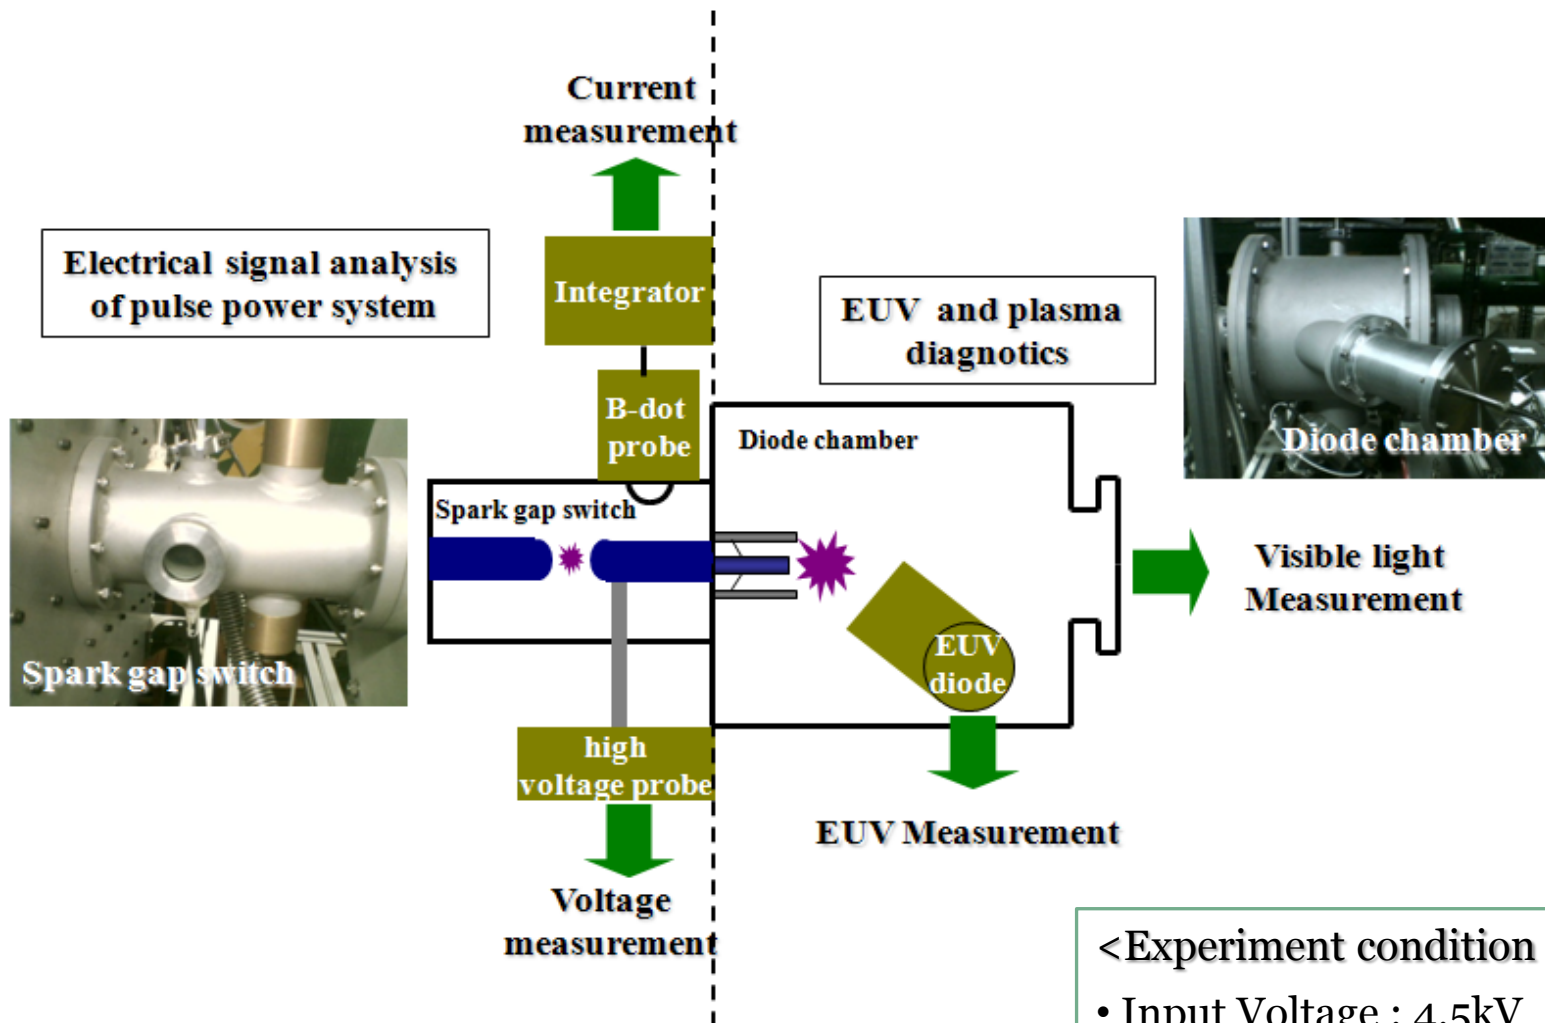 Current
measurement
Electrical signal analysis
of pulse power system
Integrator
EUV and plasma
diagnotics
B-dot
probe
Diode chamber
Diode chamber
Spark gap switch
Visible light
Measurement
Spark gap switch
EUV
diode
high
voltage probe
EUV Measurement
Voltage
measurement
<Experiment condition
• Input Voltage : 4.5kV